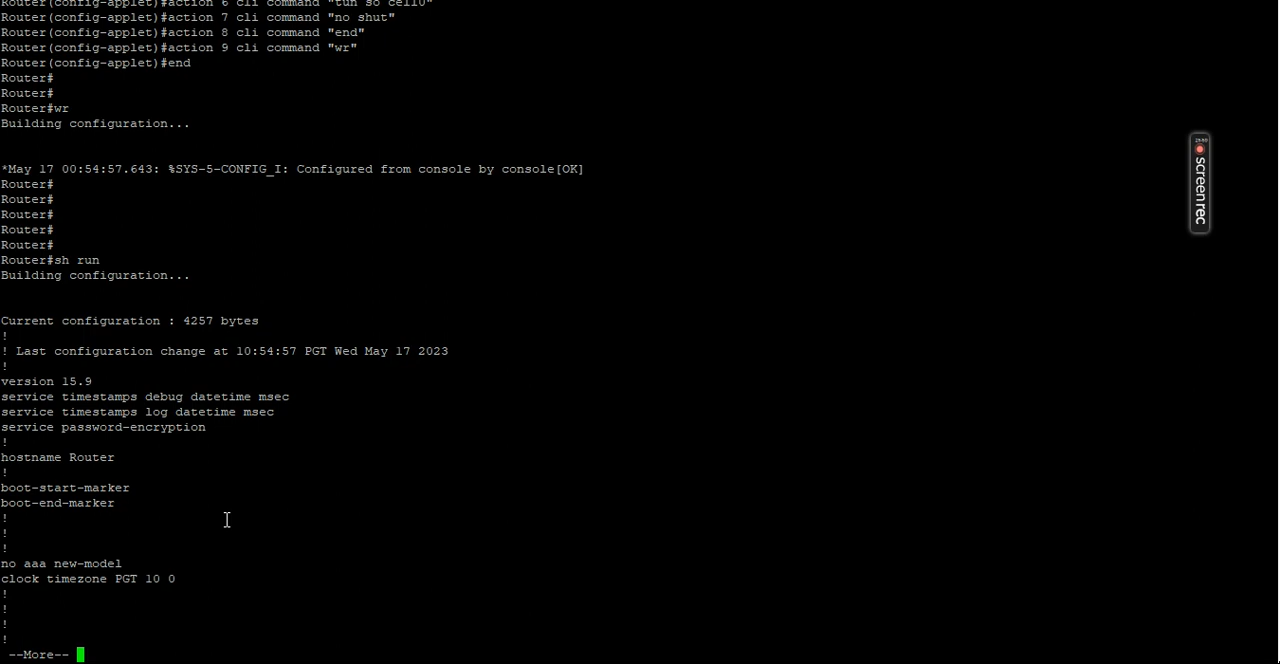 Router(config-applet)#action 6 cli command "tun so cell0"
Router(config-applet)#action 7 cli command "no shut"
Router(config-applet)#action 8 cli command "end"
Router(config-applet)#action 9 cli command "wr"
Router(config-applet)#end
Router#
Router#
Router#wr
Building configuration...
*May 17 00:54:57.643: %SYS-5-CONFIG_I: Configured from console by console[OK]
Router#
Router#
Router#
Router#
Router#
Router#sh run
Building configuration...
Current configuration : 4257 bytes
!
! Last configuration change at 10:54:57 PGT Wed May 17 2023
!
version 15.9
service timestamps debug datetime msec
service timestamps log datetime msec
service password-encryption
!
hostname Router
!
boot-start-marker
boot-end-marker
!
!
!
no aaa new-model
clock timezone PGT 10 0
!
!
!
!
--More--
screenrec